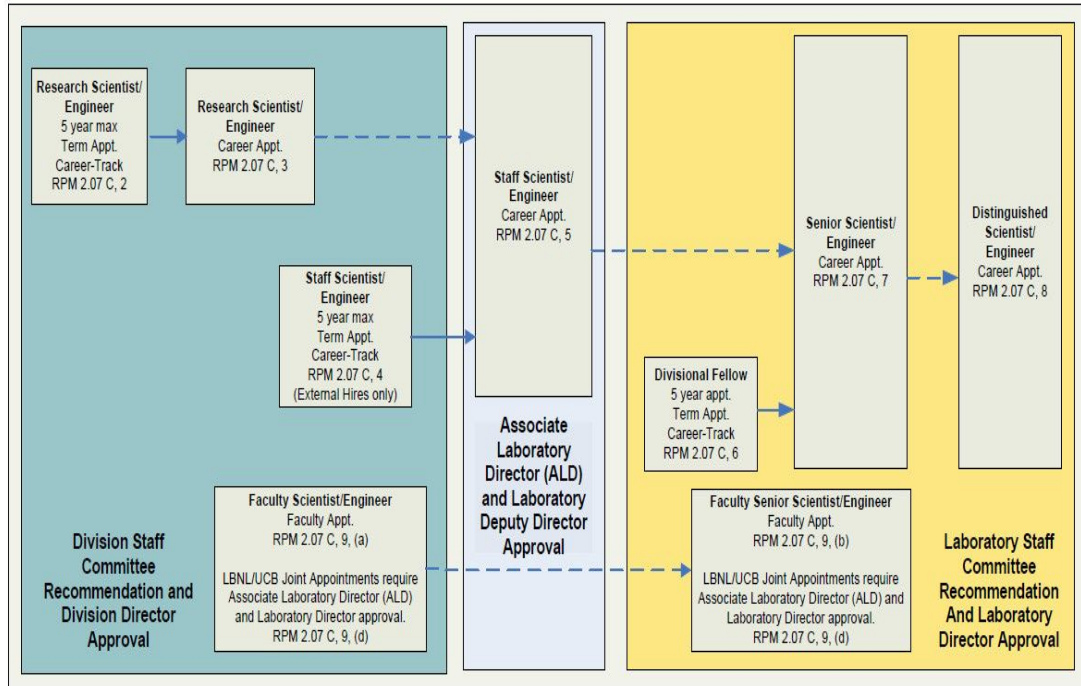 Research Scientist/
Engineer
5 year max
Term Appt.
Career-Track
RPM 2.07 C, 2
Research Scientist/
Engineer
Career Appt.
RPM 2.07 C, 3
Staff Scientist/
Engineer
5 year max
Term Appt.
Career-Track
RPM 2.07 C, 4
(External Hires only)
Faculty Scientist/Engineer
Faculty Appt.
RPM 2.07 C, 9, (a)
LBNL/UCB Joint Appointments require
Associate Laboratory Director (ALD)
and Laboratory Director approval.
RPM 2.07 C, 9, (d)
Division Staff
Committee
Recommendation and
Division Director
Approval
Staff Scientist/
Engineer
Career Appt.
RPM 2.07 C, 5
Associate
Laboratory
Director (ALD)
and Laboratory
Deputy Director
Approval
Senior Scientist/
Engineer
Career Appt.
RPM 2.07 C, 7
Distinguished
Scientist/
Engineer
Career Appt.
RPM 2.07 C, 8
Divisional Fellow
5 year appt.
Term Appt.
Career-Track
RPM 2.07 C, 6
Faculty Senior Scientist/Engineer
Faculty Appt.
RPM 2.07 C, 9, (b)
LBNL/UCB Joint Appointments require
Associate Laboratory Director (ALD) and
Laboratory Director approval.
RPM 2.07 C, 9, (d)
Laboratory Staff
Committee
Recommendation
And Laboratory
Director Approval